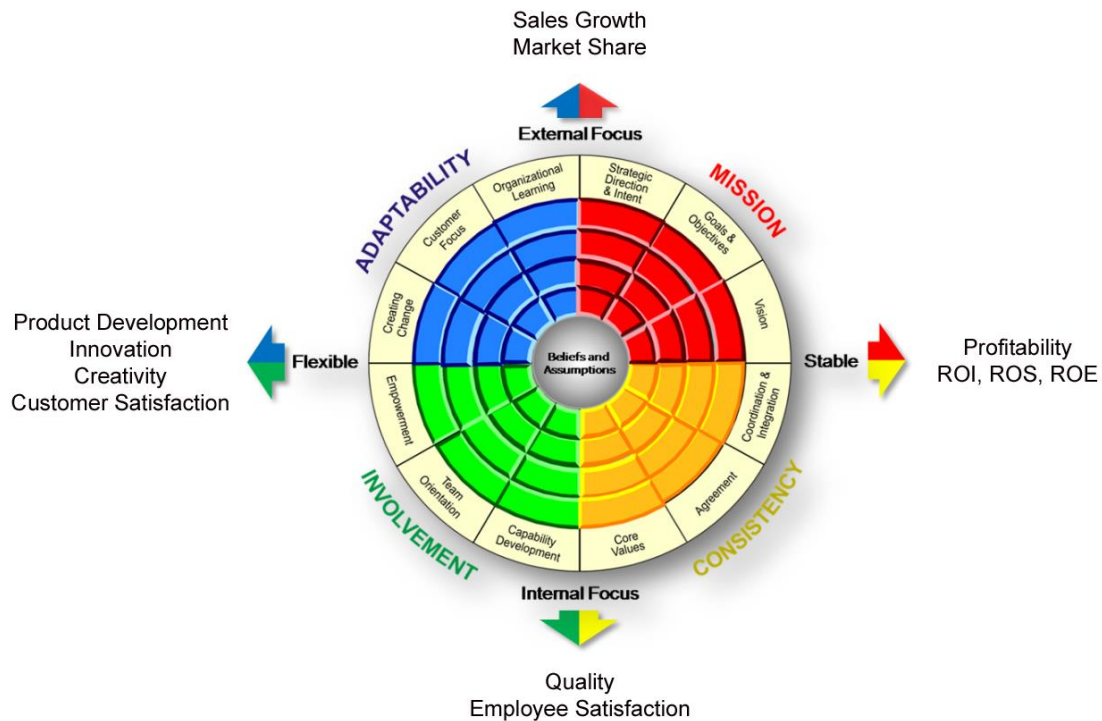 Sales Growth
Market Share
External Focus
ADAPTABILITY
MISSION
Organizational
Learning
Strategic
Direction
& Intent
Customer
Focus
Goals &
Objectives
Creating
Change
Vision
Product Development
Innovation
Creativity
Customer Satisfaction
Flexible
Beliefs and
Assumptions
Stable
Profitability
ROI, ROS, ROE
Empowerment
Coordination &
Integration
Team
Orientation
Agreement
Capability
Development
Core
Values
INVOLVEMENT
CONSISTENCY
Internal Focus
Quality
Employee Satisfaction